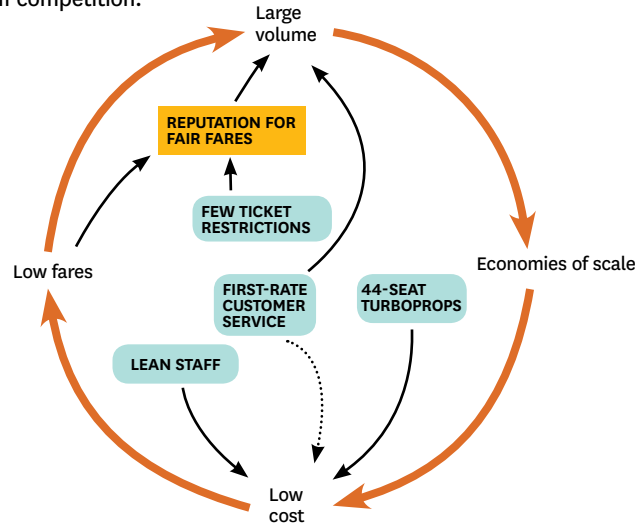 Large
volume
REPUTATION FOR
FAIR FARES
FEW TICKET
RESTRICTIONS
Low fares
Economies of scale
FIRST-RATE
CUSTOMER
SERVICE
44-SEAT
TURBOPROPS
LEAN STAFF
Low
cost